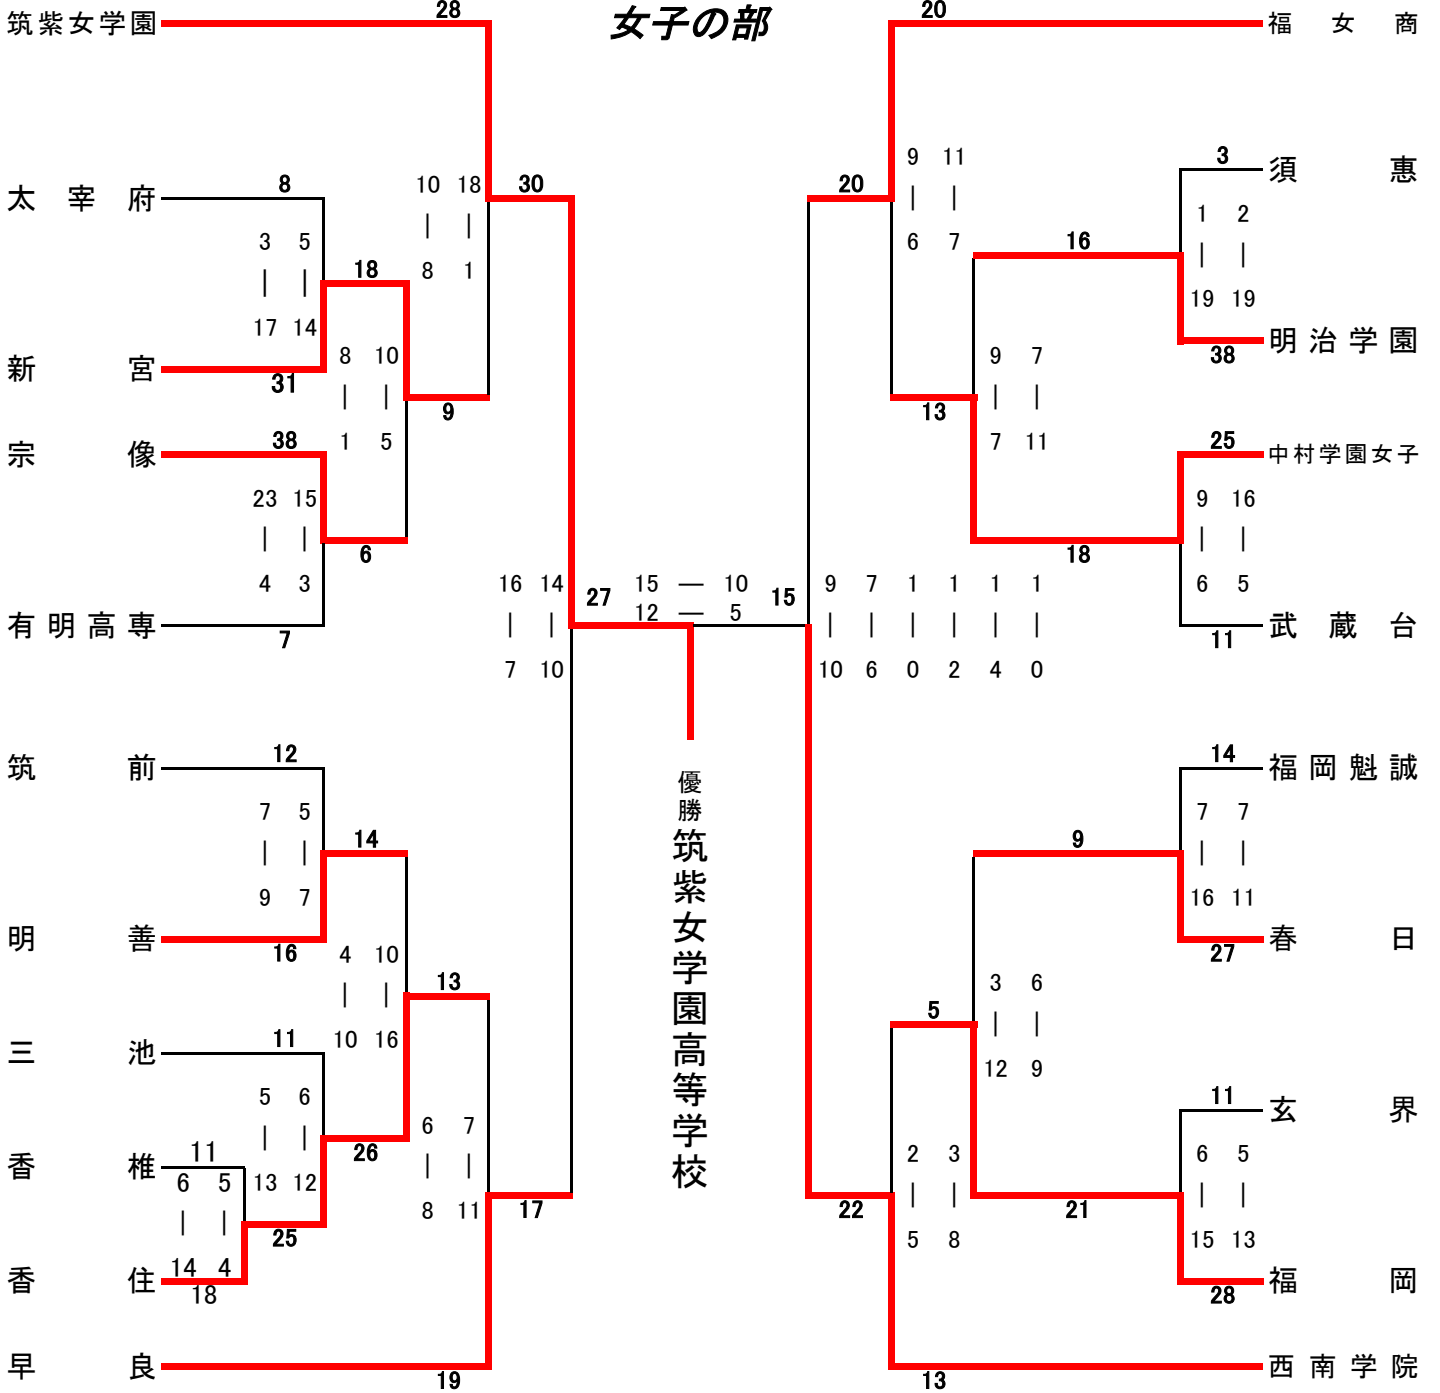 28 女子の部 20
筑紫女学園 福女商
9 11
3
8 10 18 30 20 | | 須恵
太宰府
1 2
3 5 6 7 16
| | | | | |
18 8 1
19 19
17 14
新宮 8 10 9 7 明治学園
31 | | | | 38
9 13
38 1 5 7 11 25
宗像 中村学園女子
23 15 9 16
| | | |
6 18
4 3 16 14 27 15 — 10 15 9 7 1 1 1 1 6 5
12 — 5
有明高専 | | | | | | | | 武蔵台
7 11
7 10 10 6 0 2 4 0
12 14
筑前 優勝 福岡魁誠
7 5 7 7
| | 14 筑紫女学園高等学校 9 | |
9 7 16 11
明善 春日
16 4 10 27
| | 13 3 6
| |
5
11 10 16
三池 12 9
5 6 11
| | 玄界
6 7 2 3
11 26 | | | | 6 5
香椎 | |
6 5 13 12 17 22 21
| | 25 8 11 5 8 15 13
14 4
香住 福岡
18 28
早良 西南学院
19 13